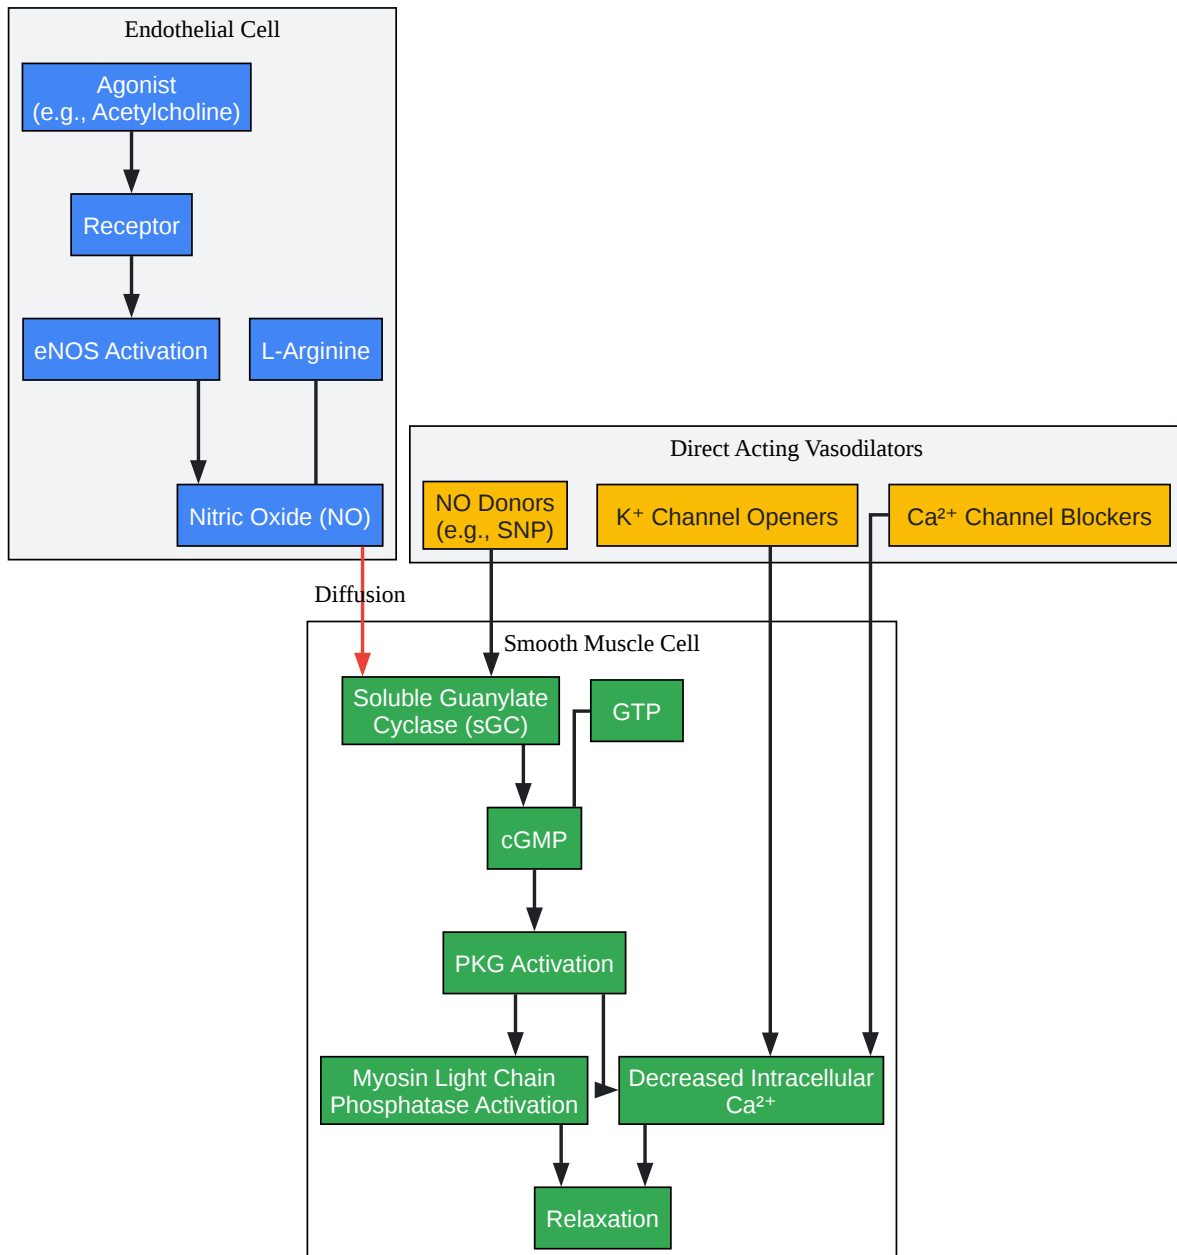 Endothelial Cell
Agonist
(e.g., Acetylcholine)
Receptor
eNOS Activation
L-Arginine
Nitric Oxide (NO)
Direct Acting Vasodilators
NO Donors
(e.g., SNP)
K⁺ Channel Openers
Ca²⁺ Channel Blockers
Diffusion
Smooth Muscle Cell
Soluble Guanylate
Cyclase (sGC)
GTP
cGMP
PKG Activation
Myosin Light Chain
Phosphatase Activation
Decreased Intracellular
Ca²⁺
Relaxation